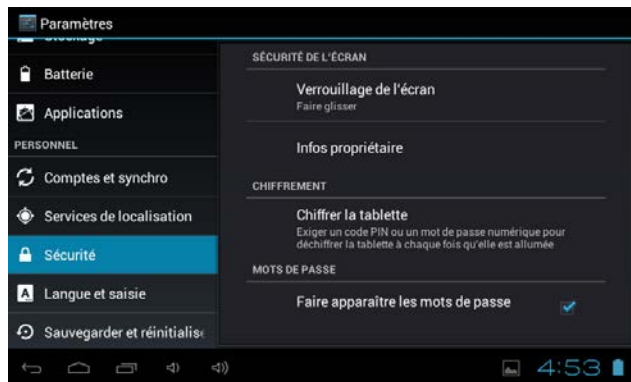 Paramètres
Stockage
Batterie
Applications
PERSONNEL
Comptes et synchro
Services de localisation
Sécurité
Langue et saisie
Sauvegarder et réinitialise
SÉCURITÉ DE L'ÉCRAN
Verrouillage de l'écran
Faire glisser
Infos propriétaire
CHIFFREMENT
Chiffrer la tablette
Exiger un code PIN ou un mot de passe numérique pour
déchiffrer la tablette à chaque fois qu'elle est allumée
MOTS DE PASSE
Faire apparaître les mots de passe
4:53